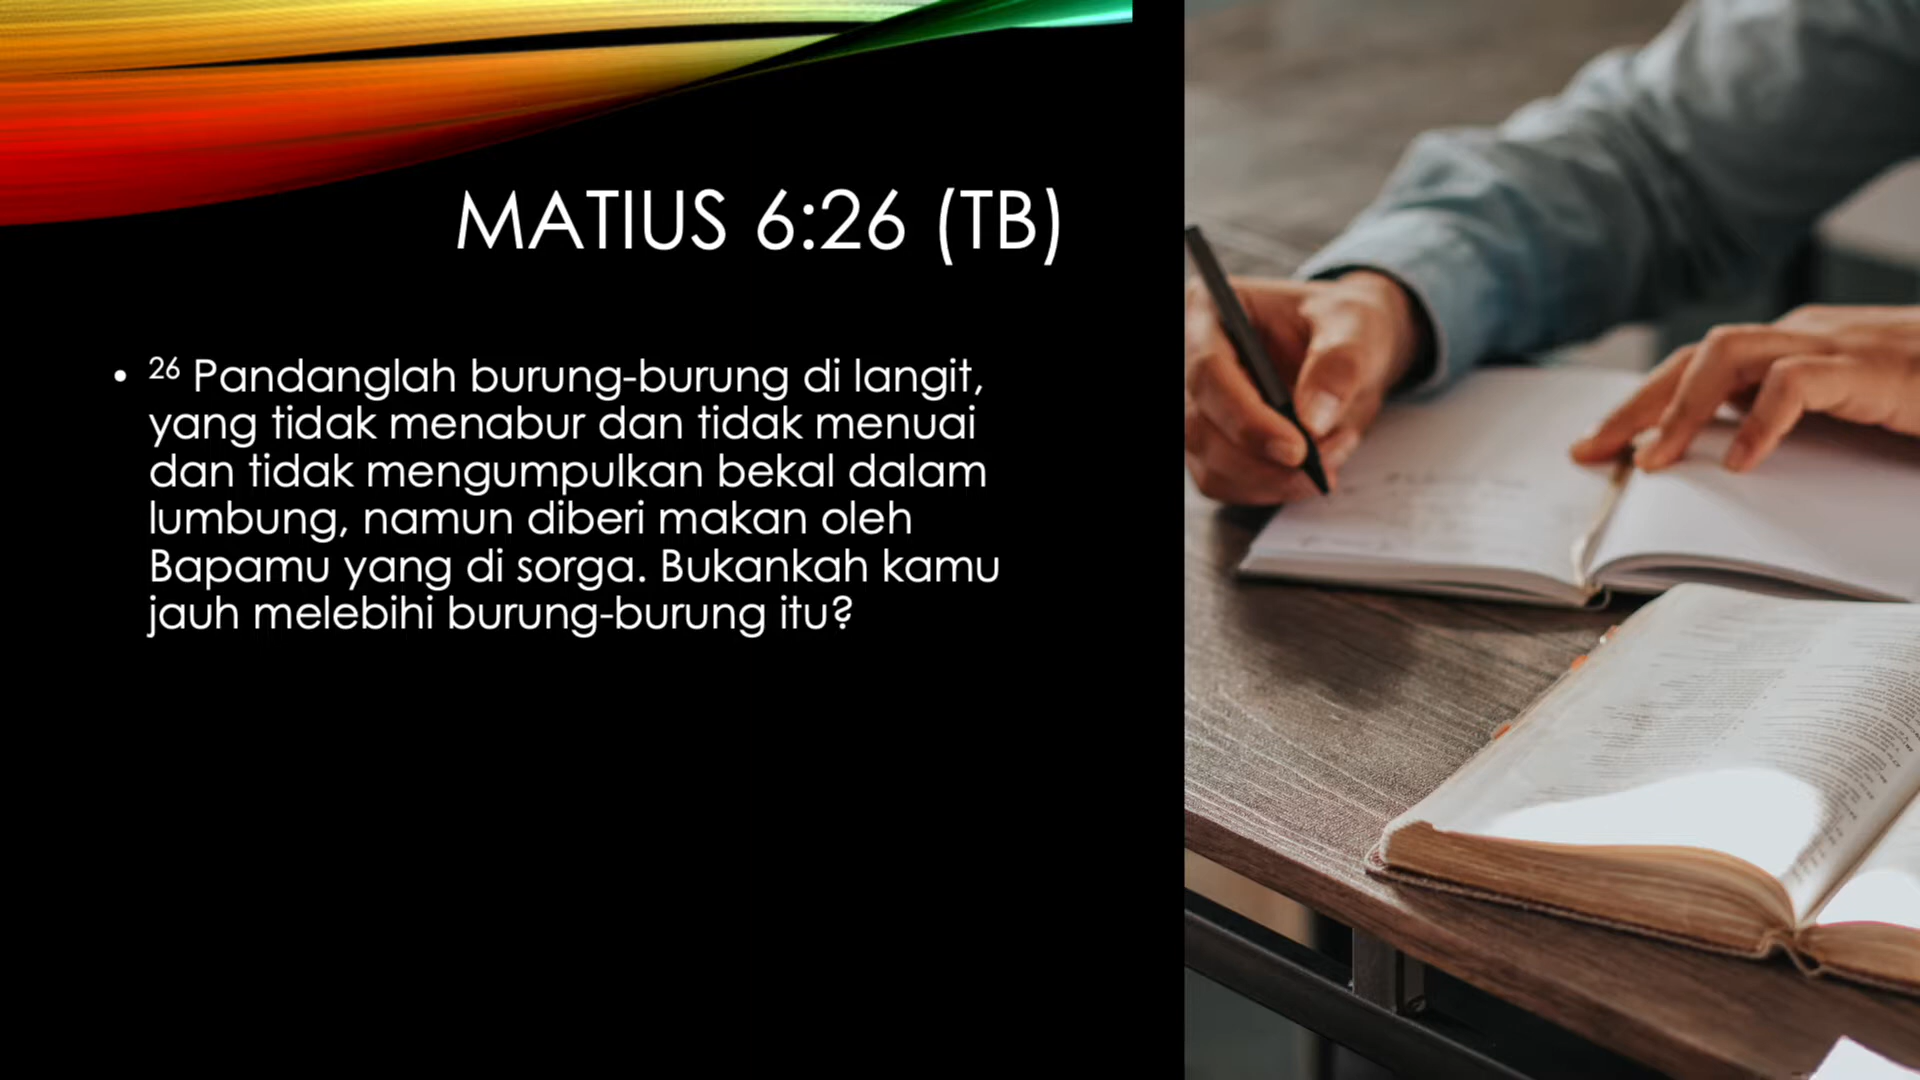 MATIUS 6:26 (TB)
• ²⁶ Pandanglah burung-burung di langit,
yang tidak menabur dan tidak menuai
dan tidak mengumpulkan bekal dalam
lumbung, namun diberi makan oleh
Bapamu yang di sorga. Bukankah kamu
jauh melebihi burung-burung itu?